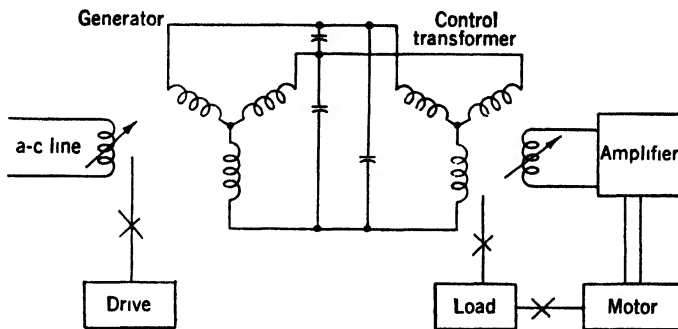 Generator
Control
transformer
a-c line
Amplifier
Drive
Load
Motor